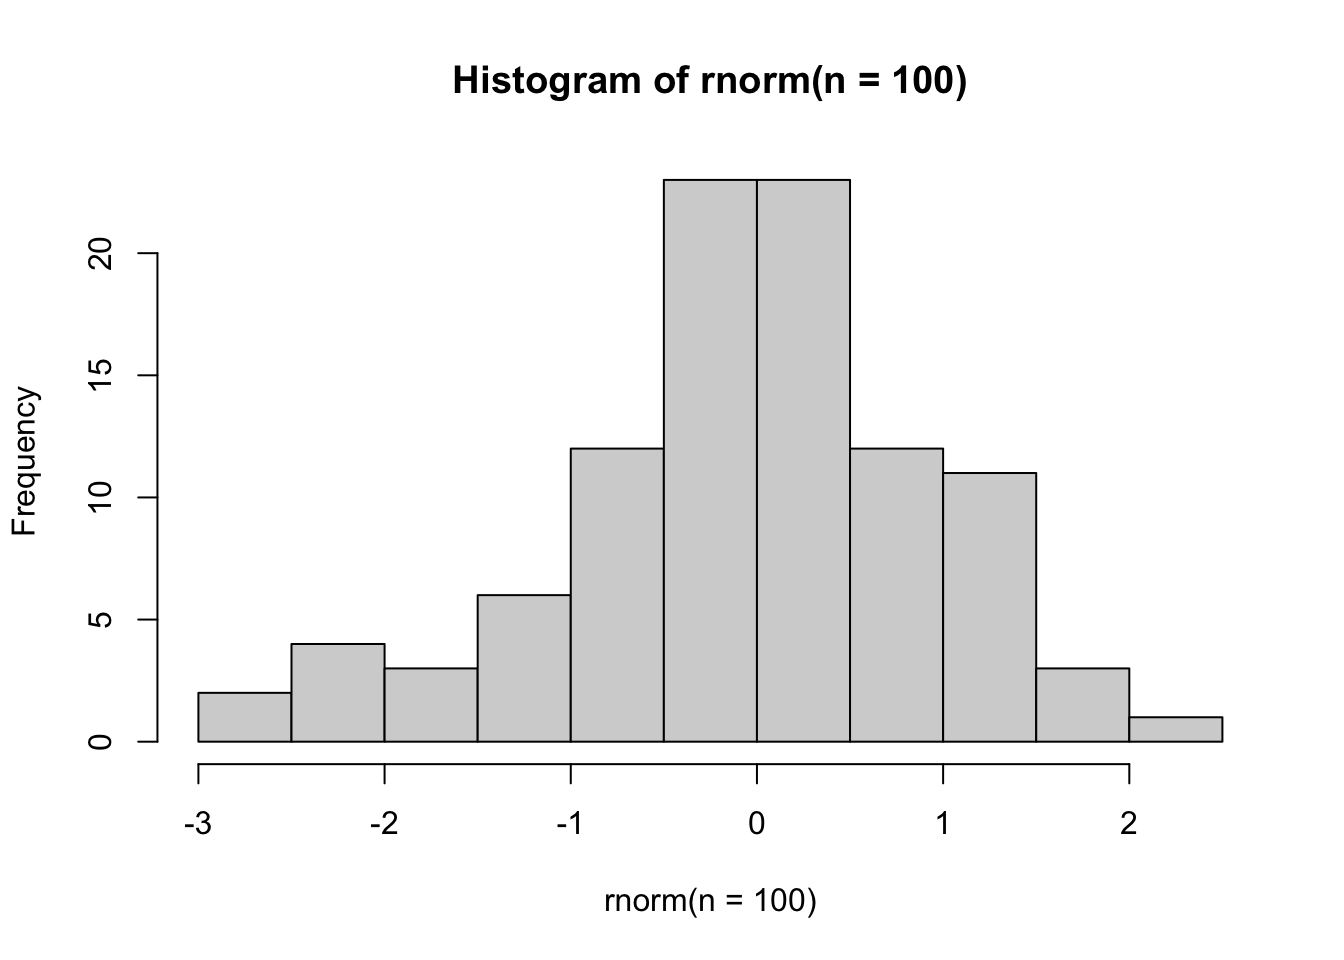 Histogram of rnorm(n = 100)
Frequency
20
15
10
5
0
-3 -2 -1 0 1 2
rnorm(n = 100)